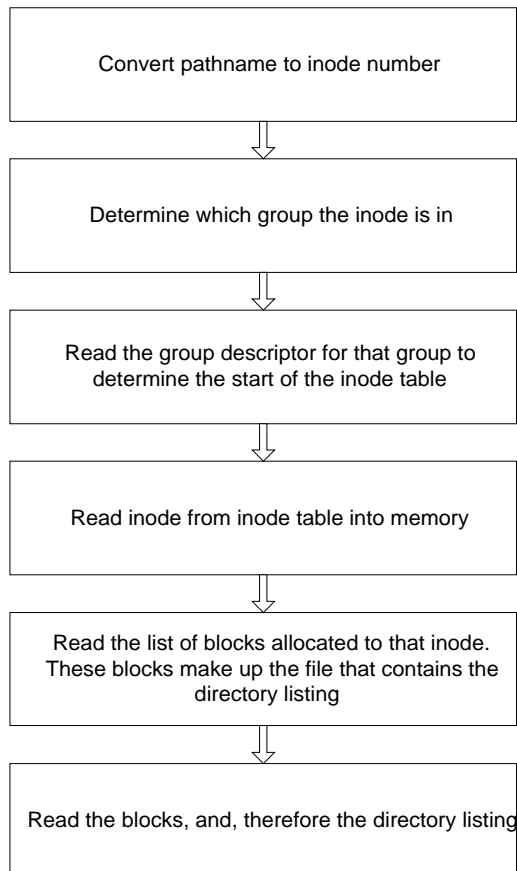 Convert pathname to inode number
Determine which group the inode is in
Read the group descriptor for that group to
determine the start of the inode table
Read inode from inode table into memory
Read the list of blocks allocated to that inode.
These blocks make up the file that contains the
directory listing
Read the blocks, and, therefore the directory listing